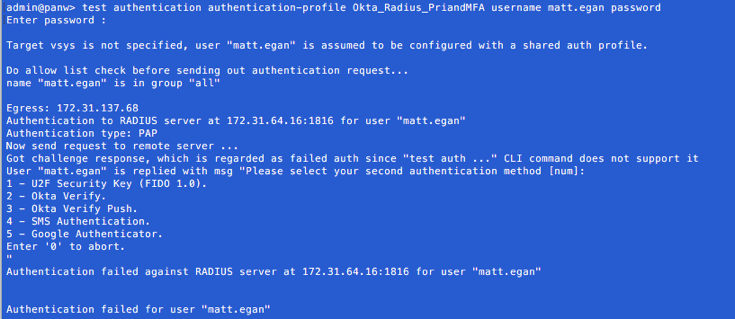 admin@panw> test authentication authentication-profile Okta_Radius_PriandMFA username matt.egan password
Enter password :
Target vsys is not specified, user "matt.egan" is assumed to be configured with a shared auth profile.
Do allow list check before sending out authentication request...
name "matt.egan" is in group "all"
Egress: 172.31.137.68
Authentication to RADIUS server at 172.31.64.16:1816 for user "matt.egan"
Authentication type: PAP
Now send request to remote server ...
Got challenge response, which is regarded as failed auth since "test auth ..." CLI command does not support it
User "matt.egan" is replied with msg "Please select your second authentication method [num]:
1 - U2F Security Key (FIDO 1.0).
2 - Okta Verify.
3 - Okta Verify Push.
4 - SMS Authentication.
5 - Google Authenticator.
Enter '0' to abort.
"
Authentication failed against RADIUS server at 172.31.64.16:1816 for user "matt.egan"
Authentication failed for user "matt.egan"